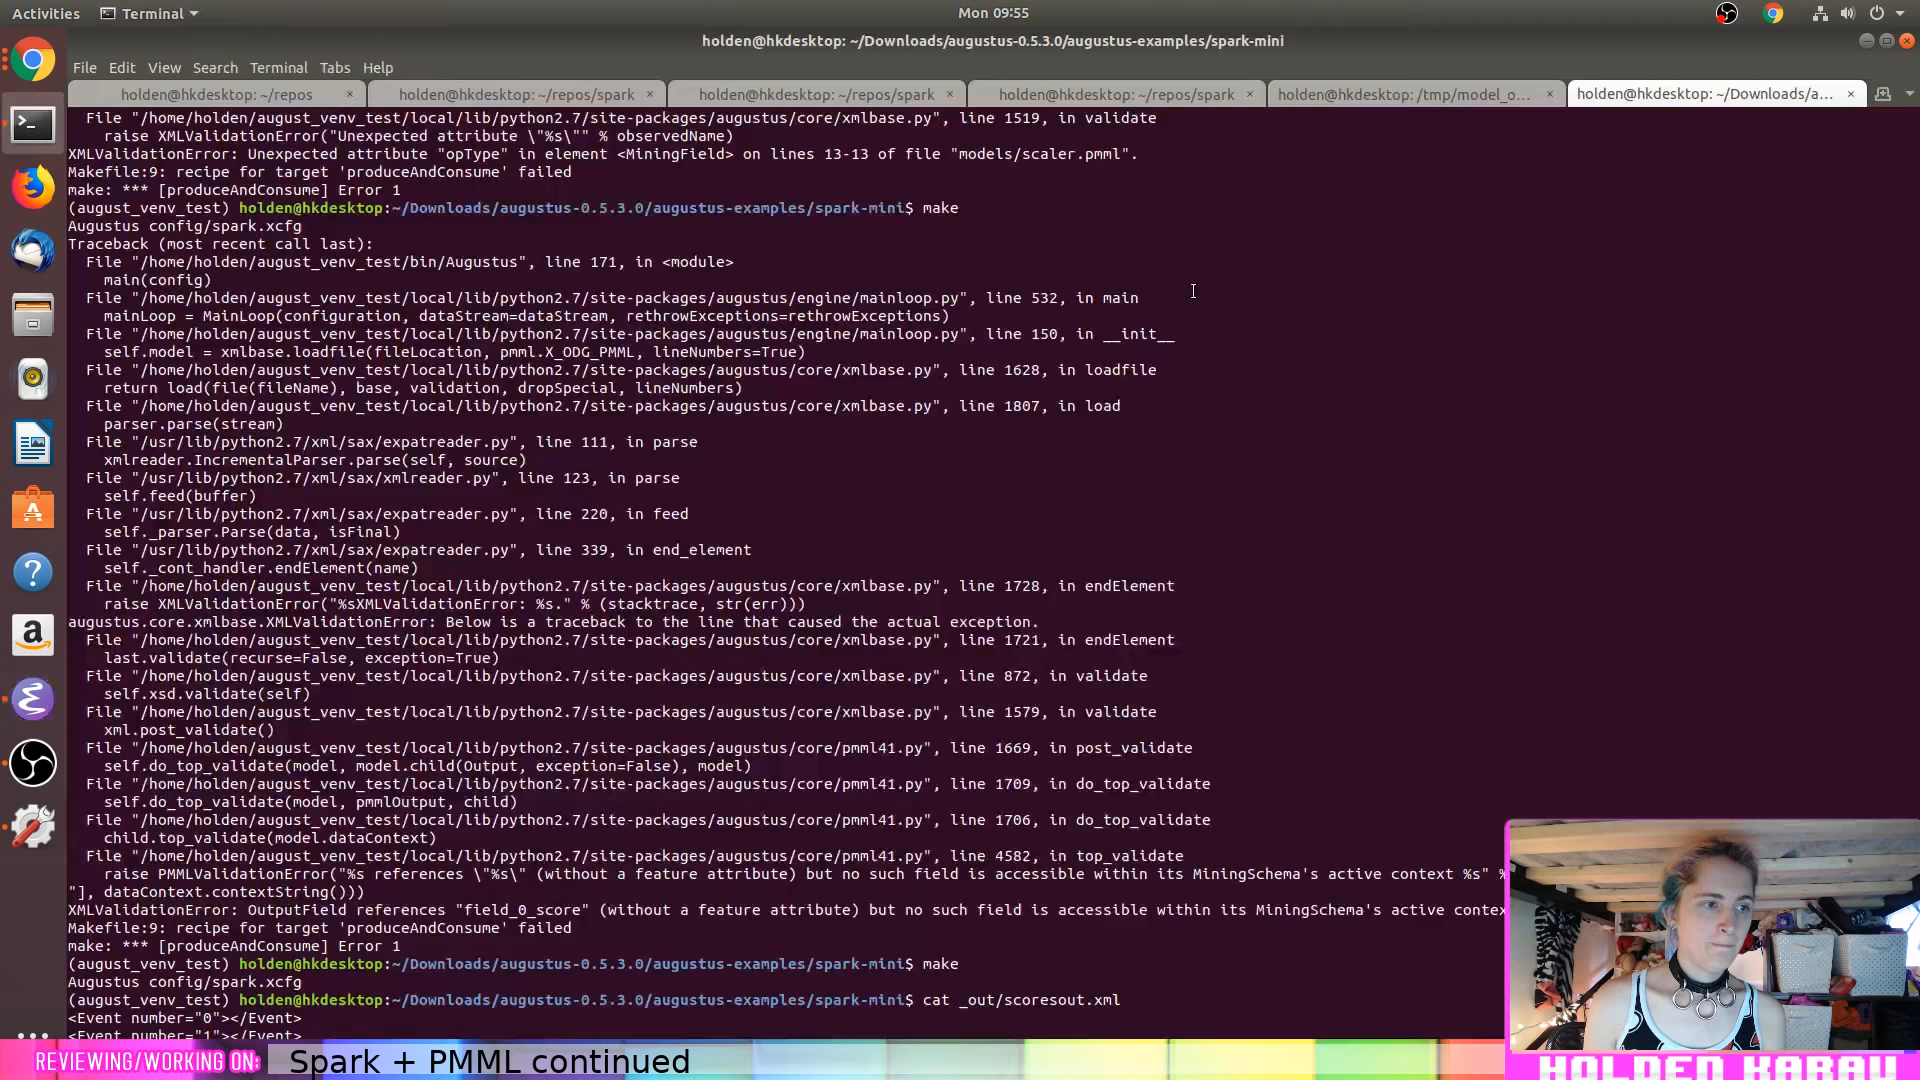 Activities
Terminal
Mon 09:55
holden@hkdesktop: ~/Downloads/augustus-0.5.3.0/augustus-examples/spark-mini
File Edit View Search Terminal Tabs Help
holden@hkdesktop: ~/repos × holden@hkdesktop: ~/repos/spark × holden@hkdesktop: ~/repos/spark × holden@hkdesktop: ~/repos/spark × holden@hkdesktop: /tmp/model_o... × holden@hkdesktop: ~/Downloads/a... ×
File "/home/holden/august_venv_test/local/lib/python2.7/site-packages/augustus/core/xmlbase.py", line 1519, in validate
raise XMLValidationError("Unexpected attribute \"%s\"" % observedName)
XMLValidationError: Unexpected attribute "opType" in element <MiningField> on lines 13-13 of file "models/scaler.pmml".
Makefile:9: recipe for target 'produceAndConsume' failed
make: *** [produceAndConsume] Error 1
(august_venv_test) holden@hkdesktop:~/Downloads/augustus-0.5.3.0/augustus-examples/spark-mini$ make
Augustus config/spark.xcfg
Traceback (most recent call last):
File "/home/holden/august_venv_test/bin/Augustus", line 171, in <module>
main(config)
File "/home/holden/august_venv_test/local/lib/python2.7/site-packages/augustus/engine/mainloop.py", line 532, in main
mainLoop = MainLoop(configuration, dataStream=dataStream, rethrowExceptions=rethrowExceptions)
File "/home/holden/august_venv_test/local/lib/python2.7/site-packages/augustus/engine/mainloop.py", line 150, in __init__
self.model = xmlbase.loadfile(fileLocation, pmml.X_ODG_PMML, lineNumbers=True)
File "/home/holden/august_venv_test/local/lib/python2.7/site-packages/augustus/core/xmlbase.py", line 1628, in loadfile
return load(file(fileName), base, validation, dropSpecial, lineNumbers)
File "/home/holden/august_venv_test/local/lib/python2.7/site-packages/augustus/core/xmlbase.py", line 1807, in load
parser.parse(stream)
File "/usr/lib/python2.7/xml/sax/expatreader.py", line 111, in parse
xmlreader.IncrementalParser.parse(self, source)
File "/usr/lib/python2.7/xml/sax/xmlreader.py", line 123, in parse
self.feed(buffer)
File "/usr/lib/python2.7/xml/sax/expatreader.py", line 220, in feed
self._parser.Parse(data, isFinal)
File "/usr/lib/python2.7/xml/sax/expatreader.py", line 339, in end_element
self._cont_handler.endElement(name)
File "/home/holden/august_venv_test/local/lib/python2.7/site-packages/augustus/core/xmlbase.py", line 1728, in endElement
raise XMLValidationError("%sXMLValidationError: %s." % (stacktrace, str(err)))
augustus.core.xmlbase.XMLValidationError: Below is a traceback to the line that caused the actual exception.
File "/home/holden/august_venv_test/local/lib/python2.7/site-packages/augustus/core/xmlbase.py", line 1721, in endElement
last.validate(recurse=False, exception=True)
File "/home/holden/august_venv_test/local/lib/python2.7/site-packages/augustus/core/xmlbase.py", line 872, in validate
self.xsd.validate(self)
File "/home/holden/august_venv_test/local/lib/python2.7/site-packages/augustus/core/xmlbase.py", line 1579, in validate
xml.post_validate()
File "/home/holden/august_venv_test/local/lib/python2.7/site-packages/augustus/core/pmml41.py", line 1669, in post_validate
self.do_top_validate(model, model.child(Output, exception=False), model)
File "/home/holden/august_venv_test/local/lib/python2.7/site-packages/augustus/core/pmml41.py", line 1709, in do_top_validate
self.do_top_validate(model, pmmlOutput, child)
File "/home/holden/august_venv_test/local/lib/python2.7/site-packages/augustus/core/pmml41.py", line 1706, in do_top_validate
child.top_validate(model.dataContext)
File "/home/holden/august_venv_test/local/lib/python2.7/site-packages/augustus/core/pmml41.py", line 4582, in top_validate
raise PMMLValidationError("%s references \"%s\" (without a feature attribute) but no such field is accessible within its MiningSchema's active context %s" %
"], dataContext.contextString()))
XMLValidationError: OutputField references "field_0_score" (without a feature attribute) but no such field is accessible within its MiningSchema's active contex
Makefile:9: recipe for target 'produceAndConsume' failed
make: *** [produceAndConsume] Error 1
(august_venv_test) holden@hkdesktop:~/Downloads/augustus-0.5.3.0/augustus-examples/spark-mini$ make
Augustus config/spark.xcfg
(august_venv_test) holden@hkdesktop:~/Downloads/augustus-0.5.3.0/augustus-examples/spark-mini$ cat _out/scoresout.xml
<Event number="0"></Event>
<Event number="1"></Event>
REVIEWING/WORKING ON: Spark + PMML continued
HOLDEN KARAU